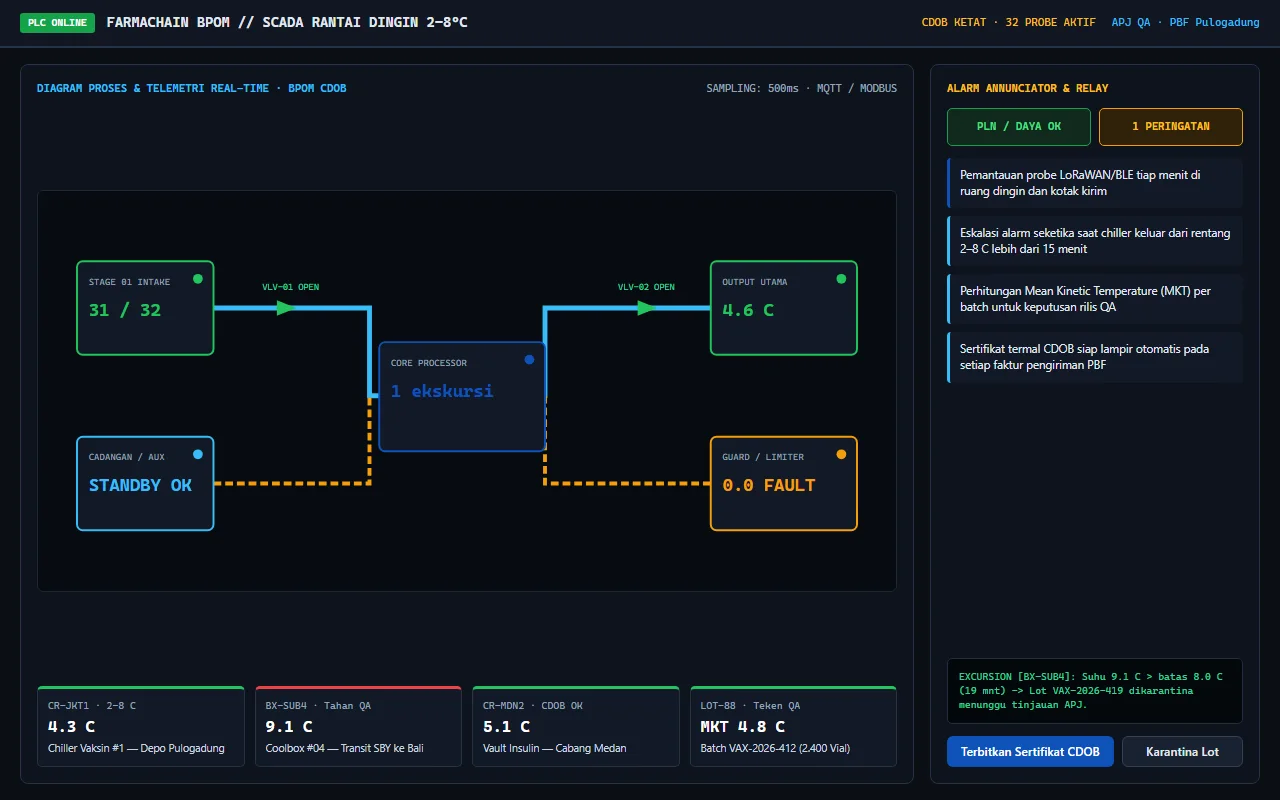 PLC ONLINE
FARMACHAIN BPOM // SCADA RANTAI DINGIN 2–8°C
CDOB KETAT · 32 PROBE AKTIF
APJ QA · PBF Pulogadung
DIAGRAM PROSES & TELEMETRI REAL-TIME · BPOM CDOB
SAMPLING: 500ms · MQTT / MODBUS
STAGE 01 INTAKE
31 / 32
VLV-01 OPEN
VLV-02 OPEN
OUTPUT UTAMA
4.6 C
CORE PROCESSOR
1 ekskursi
CADANGAN / AUX
STANDBY OK
GUARD / LIMITER
0.0 FAULT
CR-JKT1 · 2-8 C
4.3 C
Chiller Vaksin #1 — Depo Pulogadung
BX-SUB4 · Tahan QA
9.1 C
Coolbox #04 — Transit SBY ke Bali
CR-MDN2 · CDOB OK
5.1 C
Vault Insulin — Cabang Medan
LOT-88 · Teken QA
MKT 4.8 C
Batch VAX-2026-412 (2.400 Vial)
ALARM ANNUNCIATOR & RELAY
PLN / DAYA OK
1 PERINGATAN
Pemantauan probe LoRaWAN/BLE tiap menit di
ruang dingin dan kotak kirim
Eskalasi alarm seketika saat chiller keluar dari rentang
2–8 C lebih dari 15 menit
Perhitungan Mean Kinetic Temperature (MKT) per
batch untuk keputusan rilis QA
Sertifikat termal CDOB siap lampir otomatis pada
setiap faktur pengiriman PBF
EXCURSION [BX-SUB4]: Suhu 9.1 C > batas 8.0 C
(19 mnt) -> Lot VAX-2026-419 dikarantina
menunggu tinjauan APJ.
Terbitkan Sertifikat CDOB
Karantina Lot